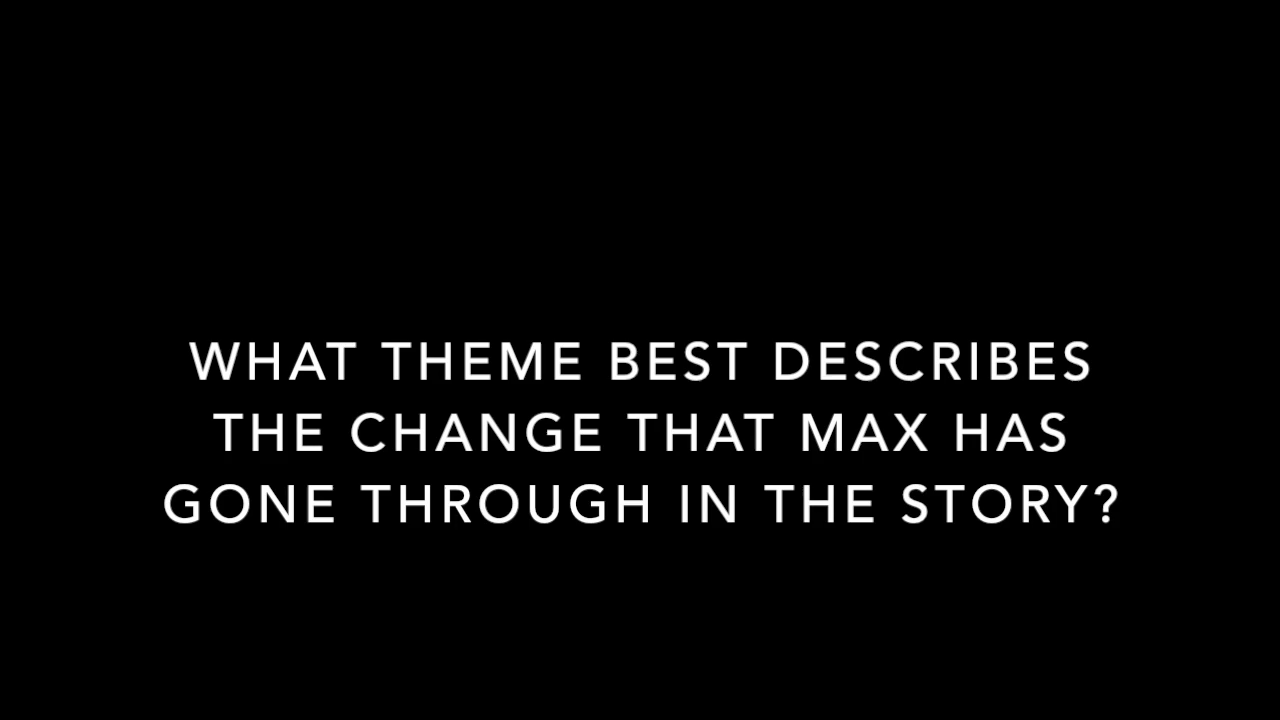 WHAT THEME BEST DESCRIBES
THE CHANGE THAT MAX HAS
GONE THROUGH IN THE STORY?